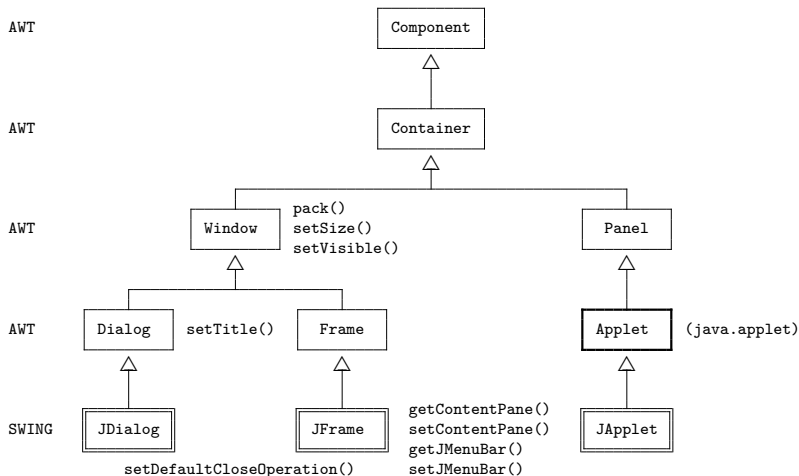 AWT Component
AWT Container
pack()
AWT Window setSize() Panel
setVisible()
AWT Dialog setTitle() Frame Applet (java.applet)
getContentPane()
SWING JDialog JFrame setContentPane() JApplet
getJMenuBar()
setDefaultCloseOperation() setJMenuBar()